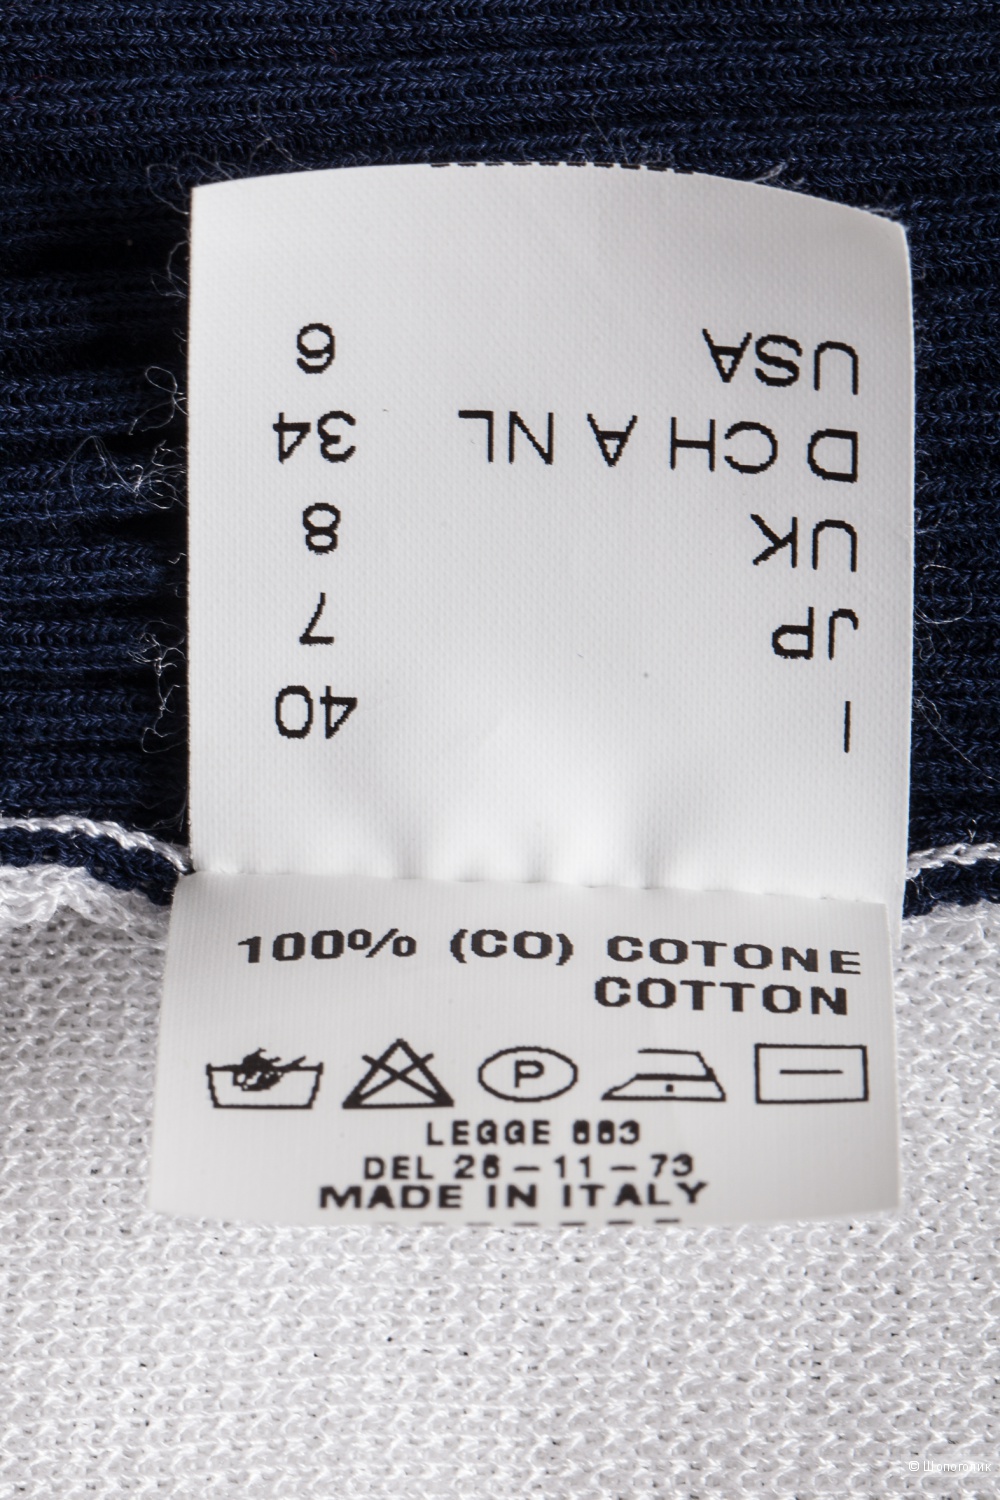 I 40
JP 7
UK 8
D CH A NL 34
USA 6
100% (CO) COTONE
COTTON
P
LEGGE 883
DEL 26-11-73
MADE IN ITALY
© Шопоголик